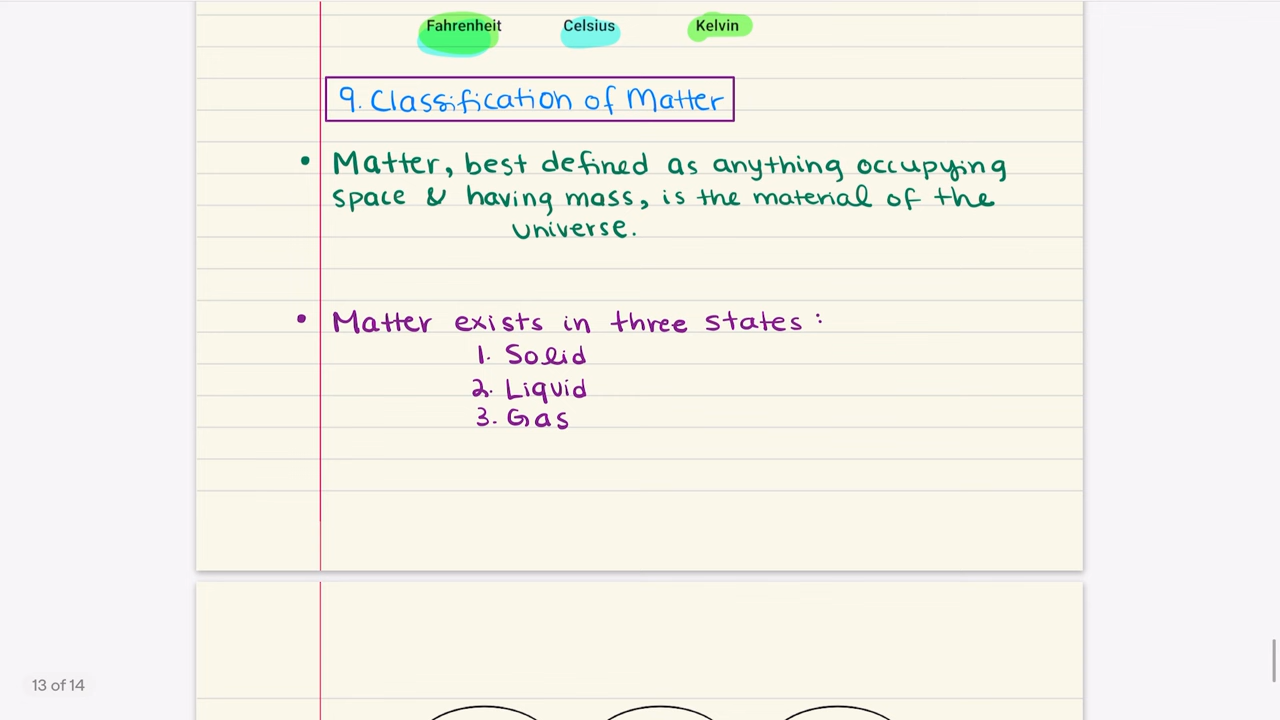 Fahrenheit Celsius Kelvin
9. Classification of Matter
• Matter, best defined as anything occupying
space & having mass, is the material of the
universe.
• Matter exists in three states:
1. Solid
2. Liquid
3. Gas
13 of 14